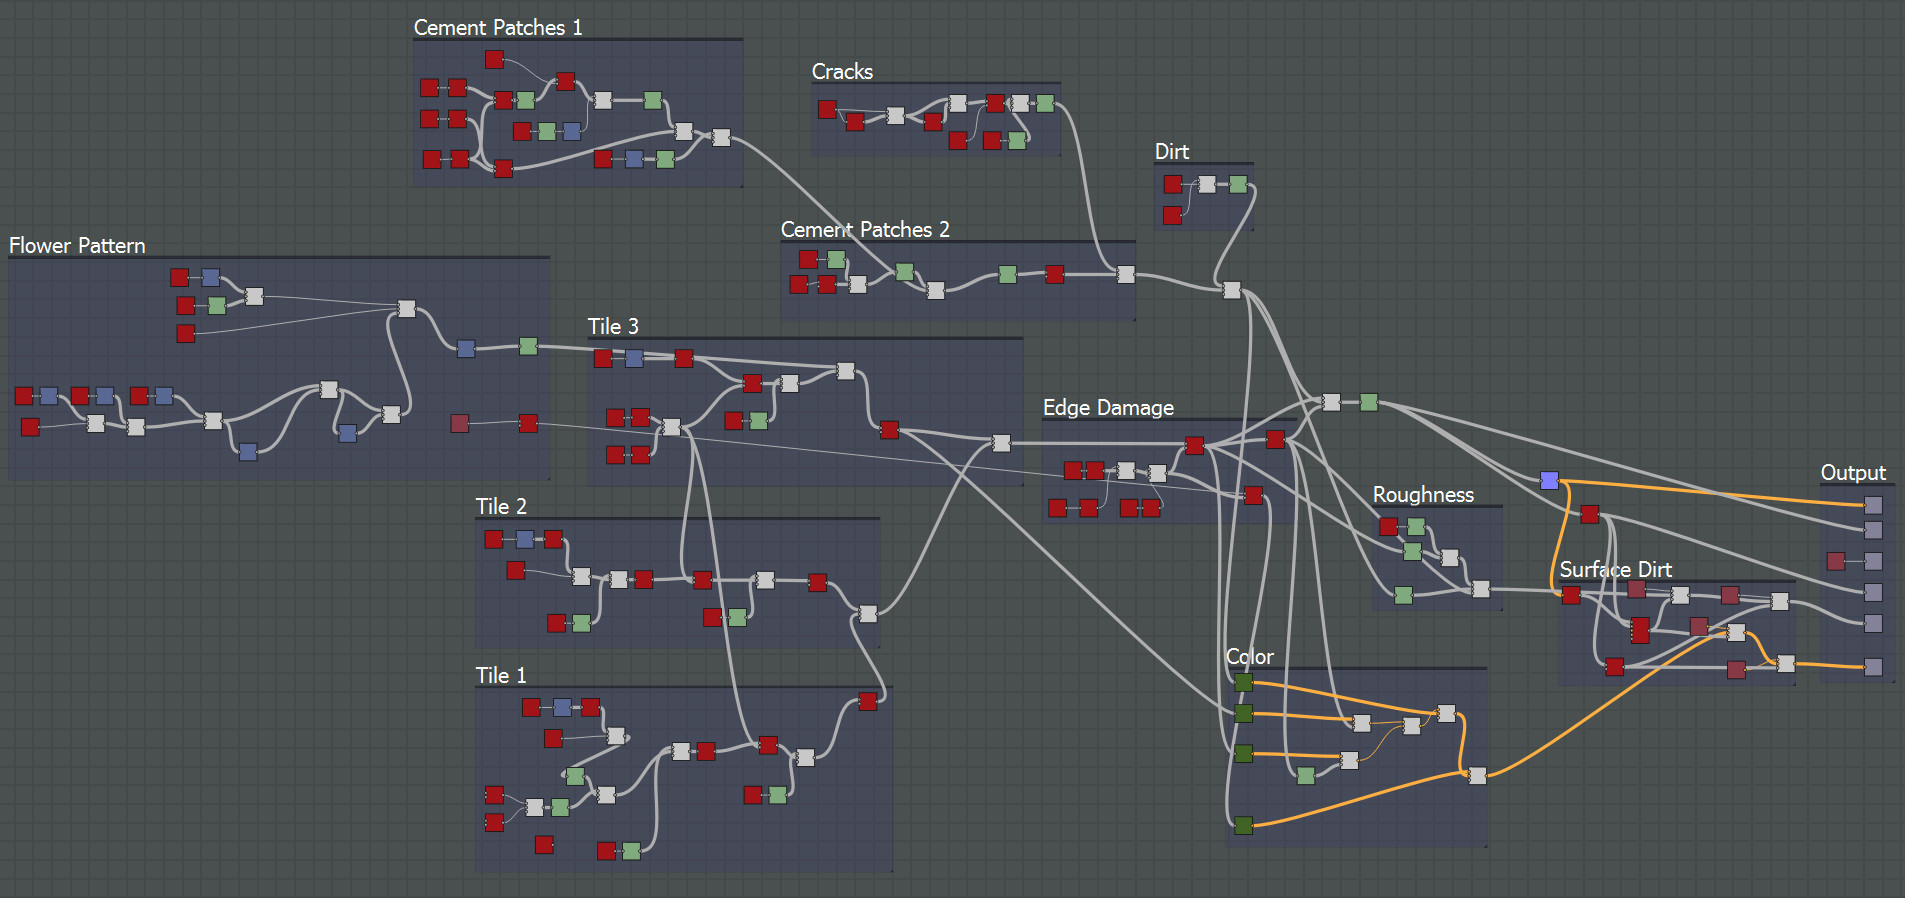 Cement Patches 1
Cracks
Dirt
Cement Patches 2
Flower Pattern
Tile 3
Edge Damage
Output
Roughness
Tile 2
Surface Dirt
Color
Tile 1